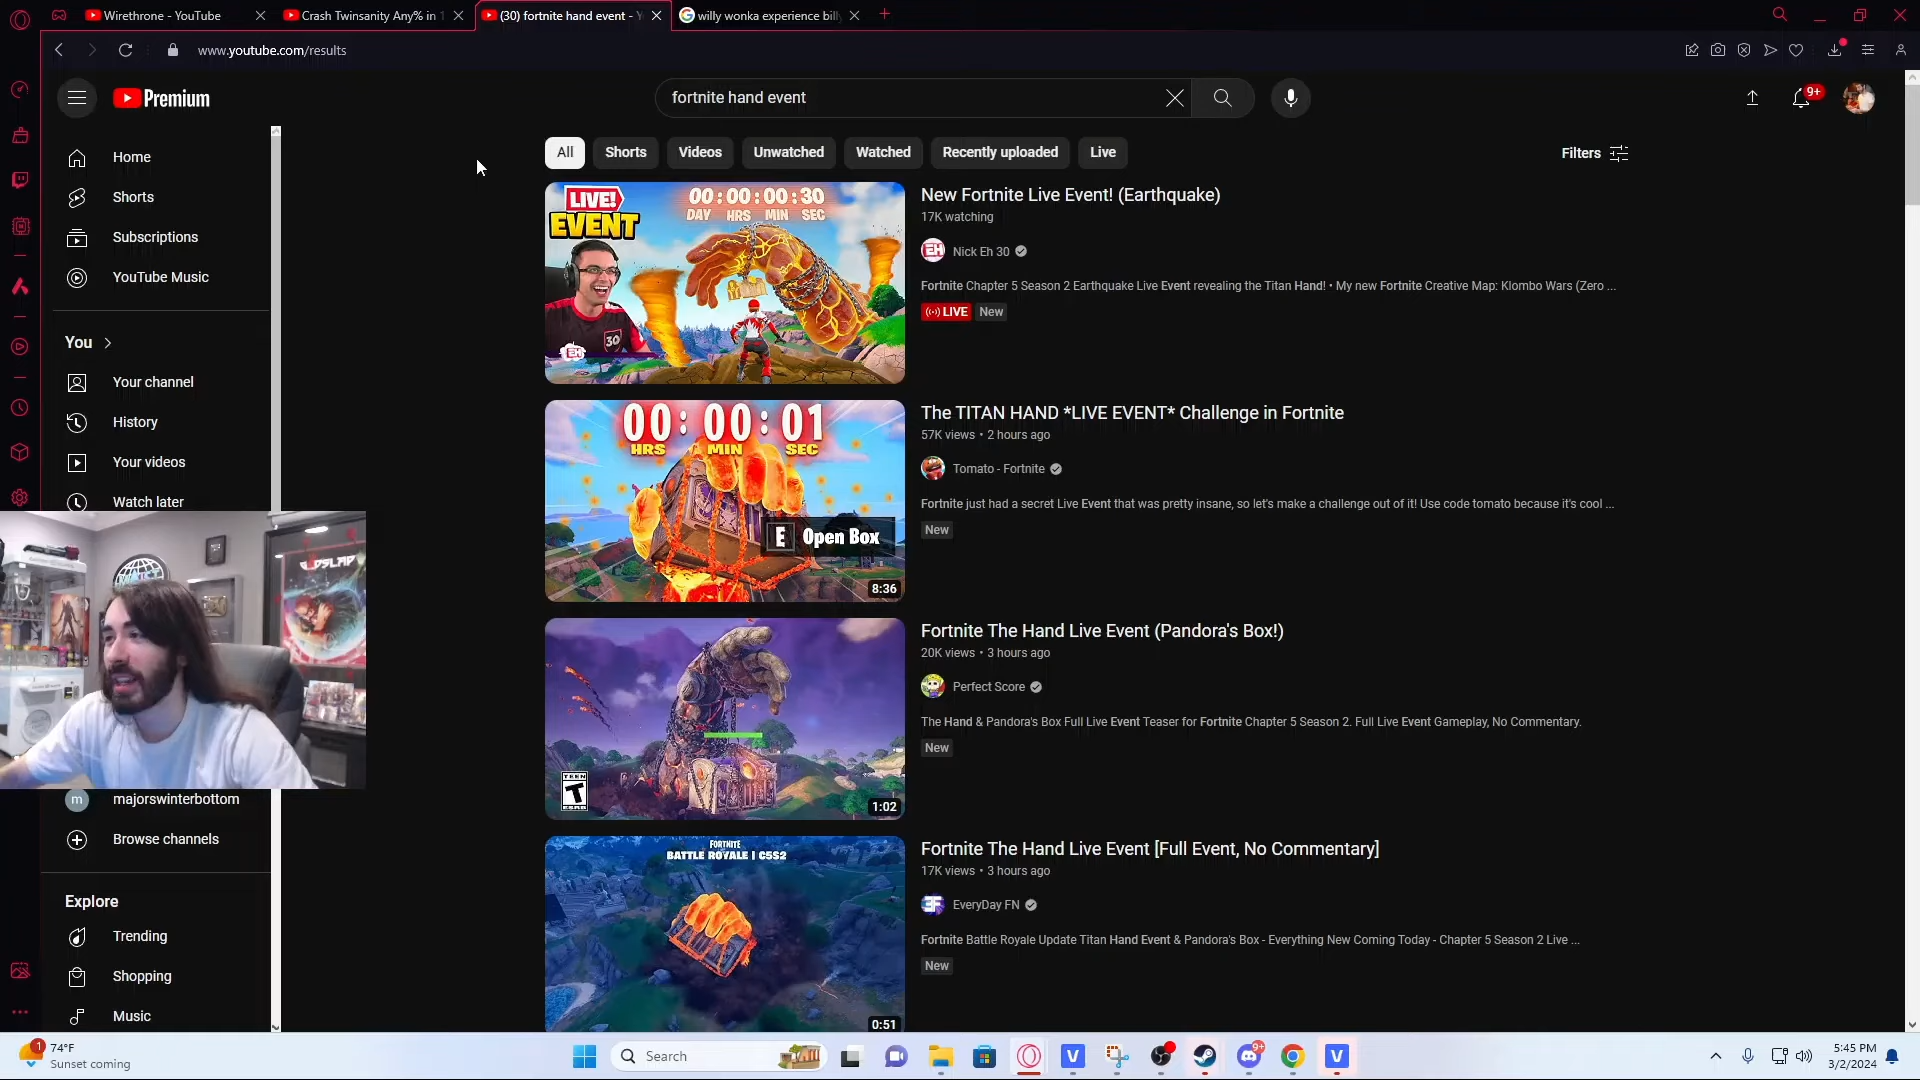 Wirethrone - YouTube
Crash Twinsanity Any% in 1
(30) fortnite hand event - Y
willy wonka experience bill
www.youtube.com/results
Premium
fortnite hand event
9+
Home
Shorts
Subscriptions
YouTube Music
You
Your channel
History
Your videos
Watch later
majorswinterbottom
m
Browse channels
Explore
Trending
Shopping
Music
All
Shorts
Videos
Unwatched
Watched
Recently uploaded
Live
Filters
LIVE!
EVENT
00:00:00:30
DAY HRS MIN SEC
30
EH
New Fortnite Live Event! (Earthquake)
17K watching
EH
Nick Eh 30
Fortnite Chapter 5 Season 2 Earthquake Live Event revealing the Titan Hand! • My new Fortnite Creative Map: Klombo Wars (Zero ...
LIVE
New
00:00:01
HRS MIN SEC
E Open Box
8:36
The TITAN HAND *LIVE EVENT* Challenge in Fortnite
57K views • 2 hours ago
Tomato - Fortnite
Fortnite just had a secret Live Event that was pretty insane, so let's make a challenge out of it! Use code tomato because it's cool ...
New
TEEN
T
ESRB
1:02
Fortnite The Hand Live Event (Pandora's Box!)
20K views • 3 hours ago
Perfect Score
The Hand & Pandora's Box Full Live Event Teaser for Fortnite Chapter 5 Season 2. Full Live Event Gameplay, No Commentary.
New
FORTNITE
BATTLE ROYALE | C5S2
0:51
Fortnite The Hand Live Event [Full Event, No Commentary]
17K views • 3 hours ago
EF
EveryDay FN
Fortnite Battle Royale Update Titan Hand Event & Pandora's Box - Everything New Coming Today - Chapter 5 Season 2 Live ...
New
1
74°F
Sunset coming
Search
V
9+
V
5:45 PM
3/2/2024